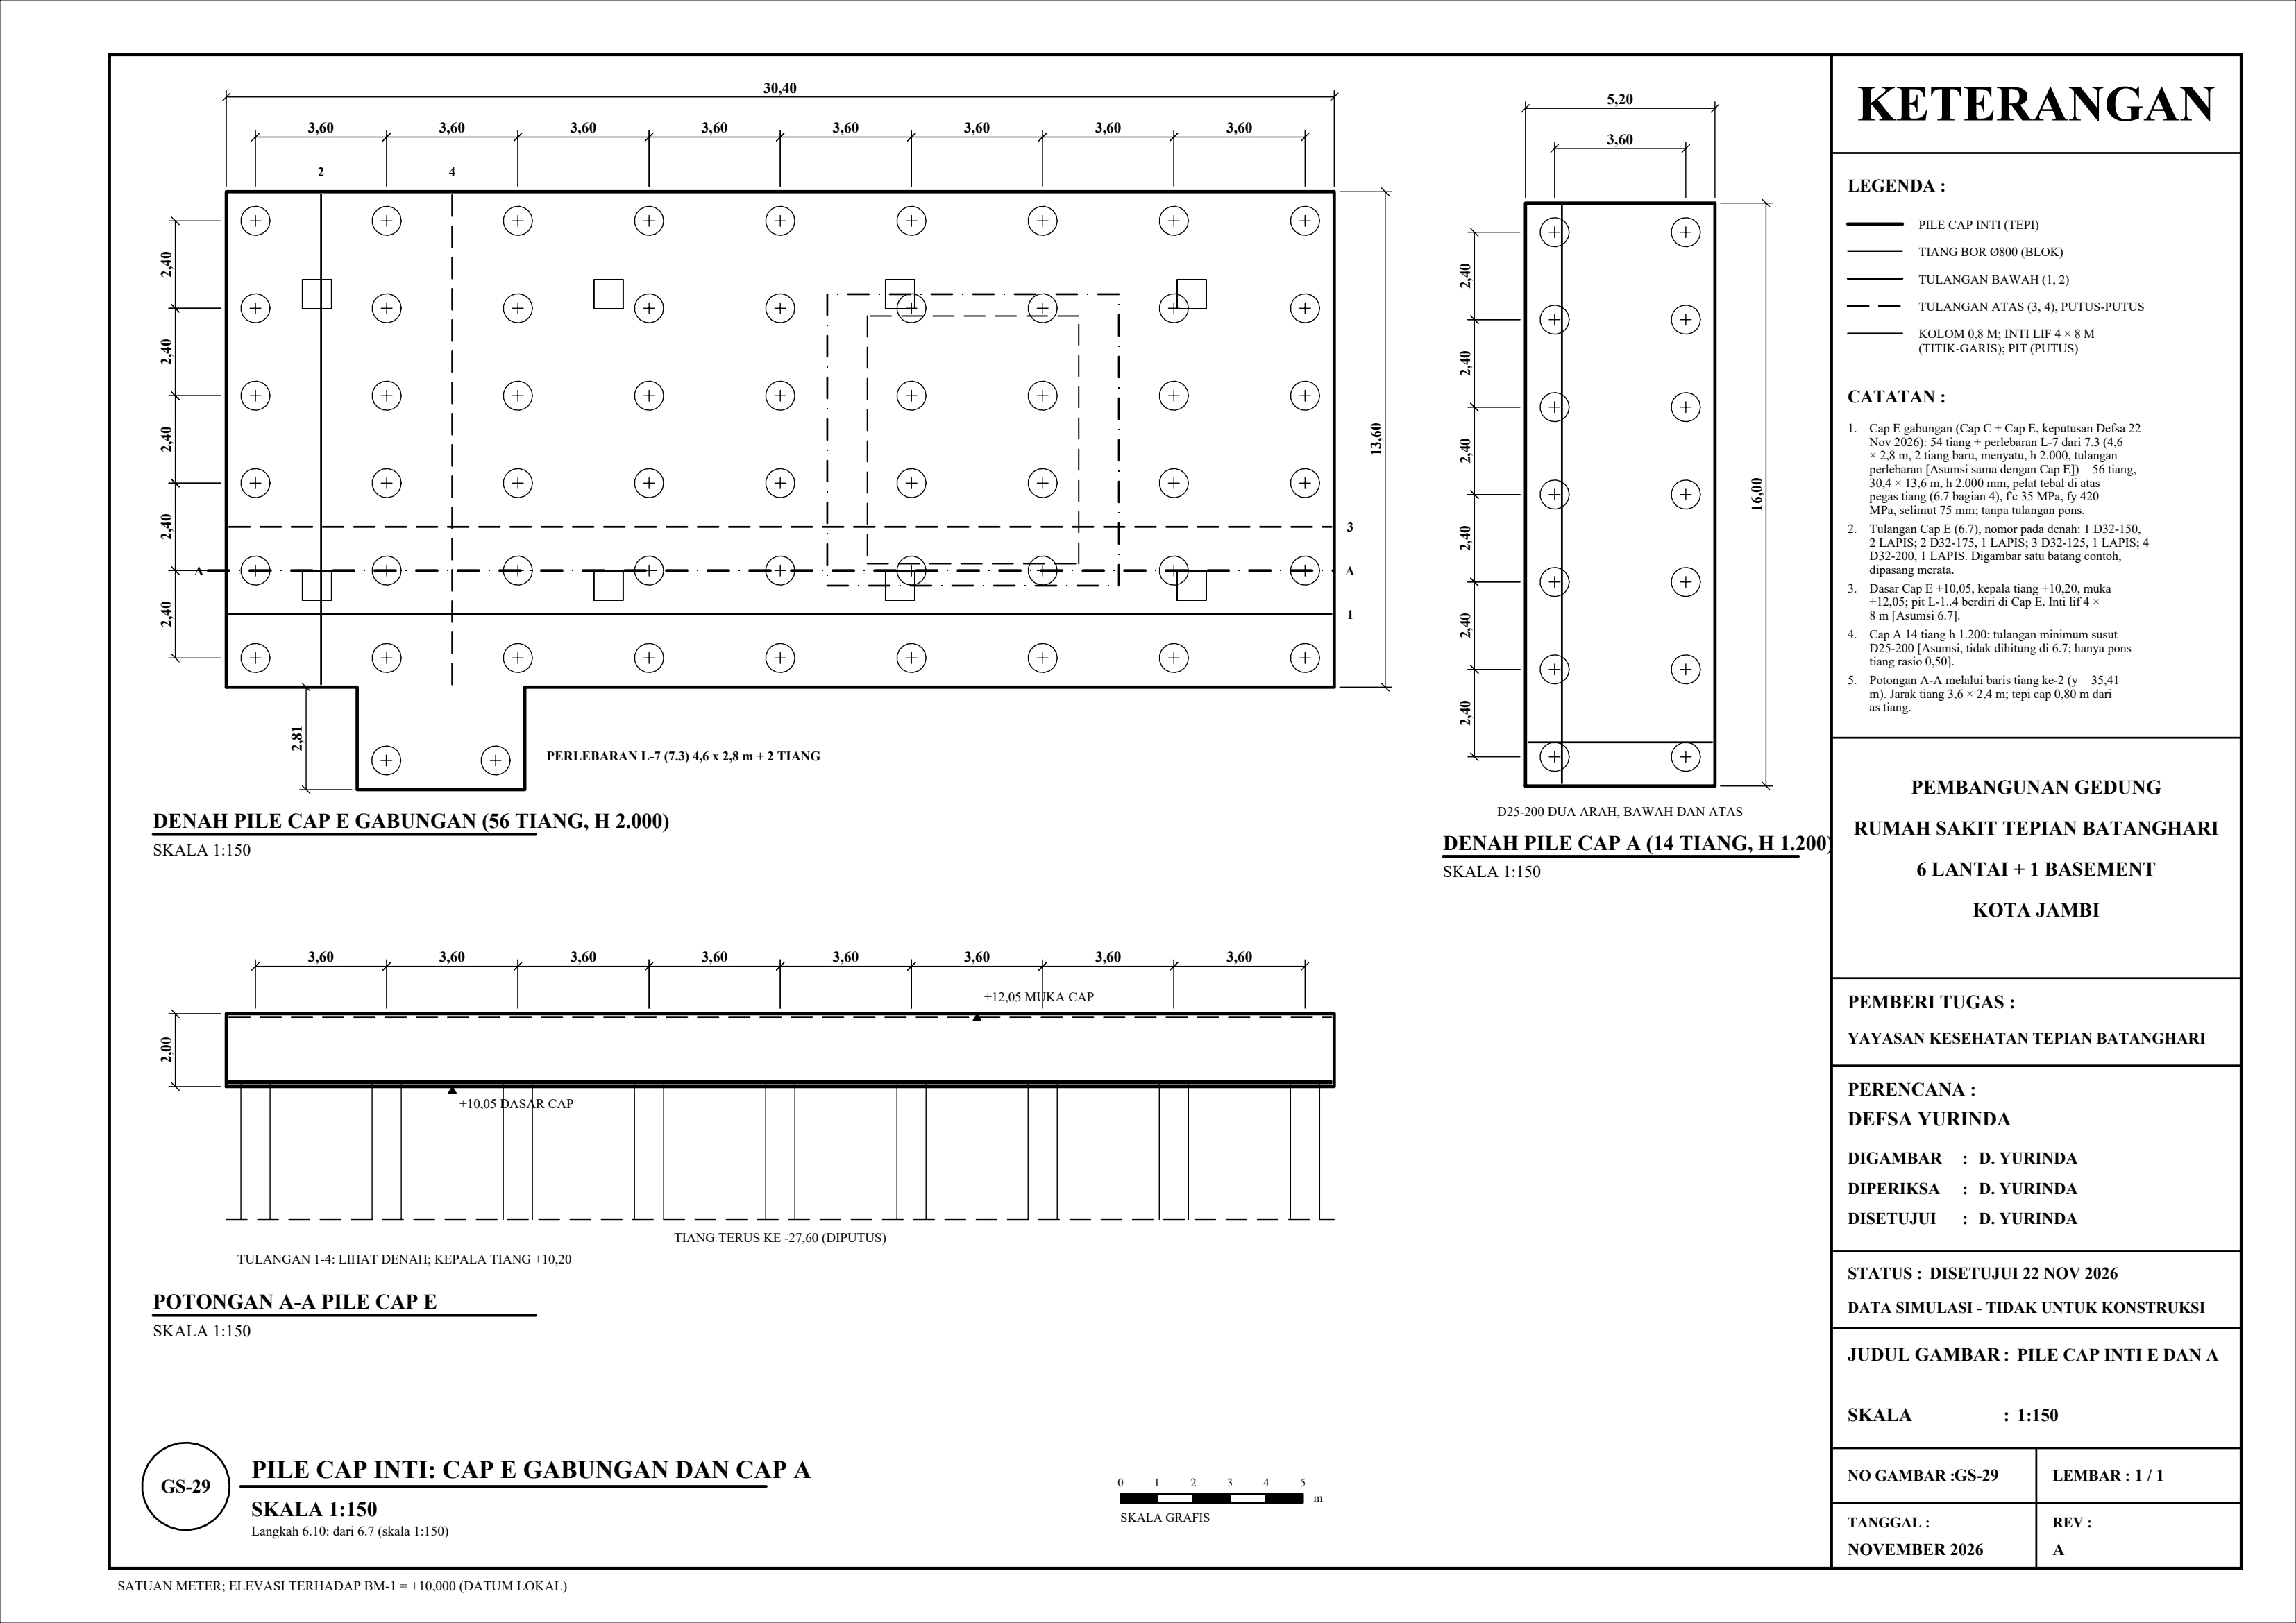 30,40
3,60 3,60 3,60 3,60 3,60 3,60 3,60 3,60
2 4
2,40
2,40
2,40
2,40
2,40
13,60
3
A A
1
2,81
PERLEBARAN L-7 (7.3) 4,6 x 2,8 m + 2 TIANG
DENAH PILE CAP E GABUNGAN (56 TIANG, H 2.000)
SKALA 1:150
5,20
3,60
2,40
2,40
2,40
2,40
2,40
2,40
16,00
D25-200 DUA ARAH, BAWAH DAN ATAS
DENAH PILE CAP A (14 TIANG, H 1.200)
SKALA 1:150
3,60 3,60 3,60 3,60 3,60 3,60 3,60 3,60
+12,05 MUKA CAP
2,00
+10,05 DASAR CAP
TIANG TERUS KE -27,60 (DIPUTUS)
TULANGAN 1-4: LIHAT DENAH; KEPALA TIANG +10,20
POTONGAN A-A PILE CAP E
SKALA 1:150
GS-29
PILE CAP INTI: CAP E GABUNGAN DAN CAP A
SKALA 1:150
Langkah 6.10: dari 6.7 (skala 1:150)
0 1 2 3 4 5
m
SKALA GRAFIS
SATUAN METER; ELEVASI TERHADAP BM-1 = +10,000 (DATUM LOKAL)
KETERANGAN
LEGENDA :
PILE CAP INTI (TEPI)
TIANG BOR Ø800 (BLOK)
TULANGAN BAWAH (1, 2)
TULANGAN ATAS (3, 4), PUTUS-PUTUS
KOLOM 0,8 M; INTI LIF 4 × 8 M
(TITIK-GARIS); PIT (PUTUS)
CATATAN :
1. Cap E gabungan (Cap C + Cap E, keputusan Defsa 22
Nov 2026): 54 tiang + perlebaran L-7 dari 7.3 (4,6
× 2,8 m, 2 tiang baru, menyatu, h 2.000, tulangan
perlebaran [Asumsi sama dengan Cap E]) = 56 tiang,
30,4 × 13,6 m, h 2.000 mm, pelat tebal di atas
pegas tiang (6.7 bagian 4), f'c 35 MPa, fy 420
MPa, selimut 75 mm; tanpa tulangan pons.
2. Tulangan Cap E (6.7), nomor pada denah: 1 D32-150,
2 LAPIS; 2 D32-175, 1 LAPIS; 3 D32-125, 1 LAPIS; 4
D32-200, 1 LAPIS. Digambar satu batang contoh,
dipasang merata.
3. Dasar Cap E +10,05, kepala tiang +10,20, muka
+12,05; pit L-1..4 berdiri di Cap E. Inti lif 4 ×
8 m [Asumsi 6.7].
4. Cap A 14 tiang h 1.200: tulangan minimum susut
D25-200 [Asumsi, tidak dihitung di 6.7; hanya pons
tiang rasio 0,50].
5. Potongan A-A melalui baris tiang ke-2 (y = 35,41
m). Jarak tiang 3,6 × 2,4 m; tepi cap 0,80 m dari
as tiang.
PEMBANGUNAN GEDUNG
RUMAH SAKIT TEPIAN BATANGHARI
6 LANTAI + 1 BASEMENT
KOTA JAMBI
PEMBERI TUGAS :
YAYASAN KESEHATAN TEPIAN BATANGHARI
PERENCANA :
DEFSA YURINDA
DIGAMBAR : D. YURINDA
DIPERIKSA : D. YURINDA
DISETUJUI : D. YURINDA
STATUS : DISETUJUI 22 NOV 2026
DATA SIMULASI - TIDAK UNTUK KONSTRUKSI
JUDUL GAMBAR : PILE CAP INTI E DAN A
SKALA : 1:150
NO GAMBAR :GS-29 LEMBAR : 1 / 1
TANGGAL : REV :
NOVEMBER 2026 A